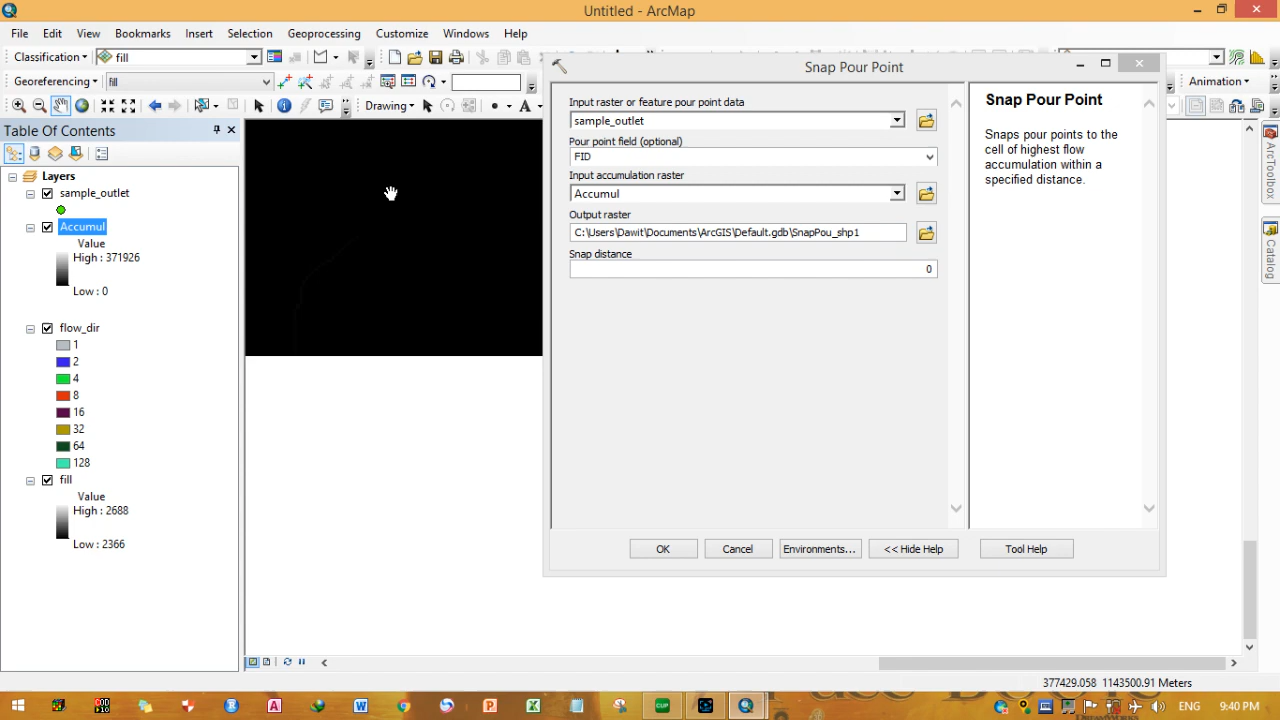 Untitled - ArcMap
File Edit View Bookmarks Insert Selection Geoprocessing Customize Windows Help
Classification fill
Georeferencing fill
Animation
Drawing A
Table Of Contents
Layers
sample_outlet
Accumul
Value
High : 371926
Low : 0
flow_dir
1
2
4
8
16
32
64
128
fill
Value
High : 2688
Low : 2366
Snap Pour Point
Input raster or feature pour point data
sample_outlet
Pour point field (optional)
FID
Input accumulation raster
Accumul
Output raster
C:\Users\Dawit\Documents\ArcGIS\Default.gdb\SnapPou_shp1
Snap distance
0
OK Cancel Environments... << Hide Help Tool Help
Snap Pour Point
Snaps pour points to the
cell of highest flow
accumulation within a
specified distance.
ArcToolbox
Catalog
377429.058 1143500.91 Meters
ENG 9:40 PM